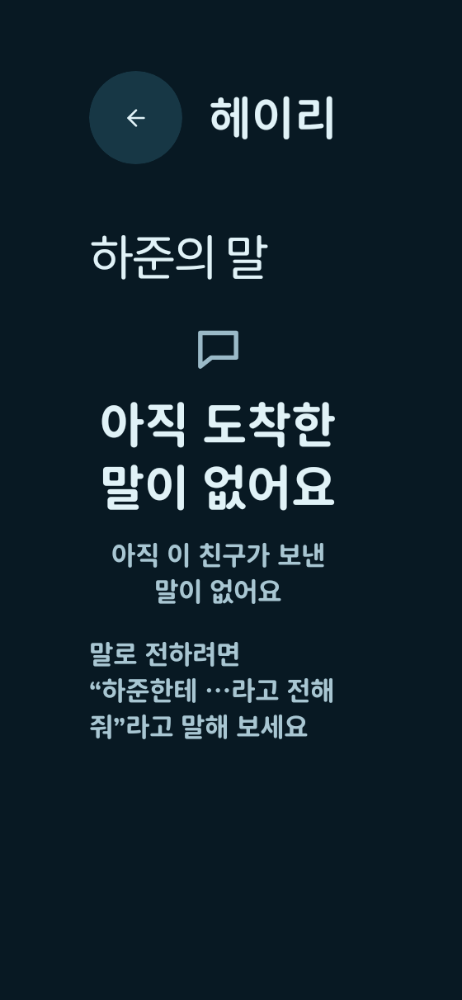 헤이리
하준의 말
아직 도착한
말이 없어요
아직 이 친구가 보낸
말이 없어요
말로 전하려면
“하준한테 …라고 전해
줘”라고 말해 보세요